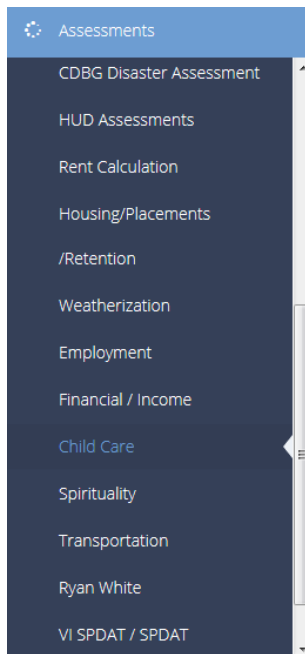 Assessments
CDBG Disaster Assessment
HUD Assessments
Rent Calculation
Housing/Placements
/Retention
Weatherization
Employment
Financial / Income
Child Care
Spirituality
Transportation
Ryan White
VI SPDAT / SPDAT